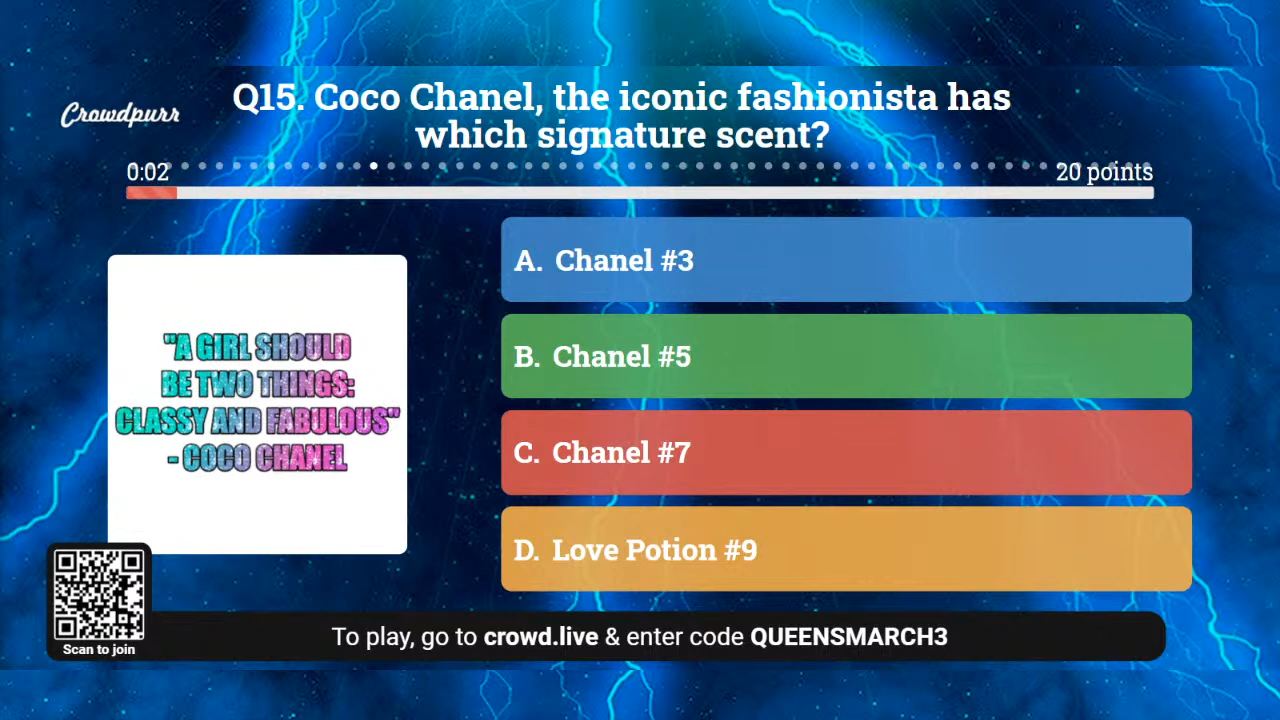 Crowdpurr
Q15. Coco Chanel, the iconic fashionista has
which signature scent?
0:02
20 points
"A GIRL SHOULD
BE TWO THINGS:
CLASSY AND FABULOUS"
- COCO CHANEL
A. Chanel #3
B. Chanel #5
C. Chanel #7
D. Love Potion #9
Scan to join
To play, go to crowd.live & enter code QUEENSMARCH3